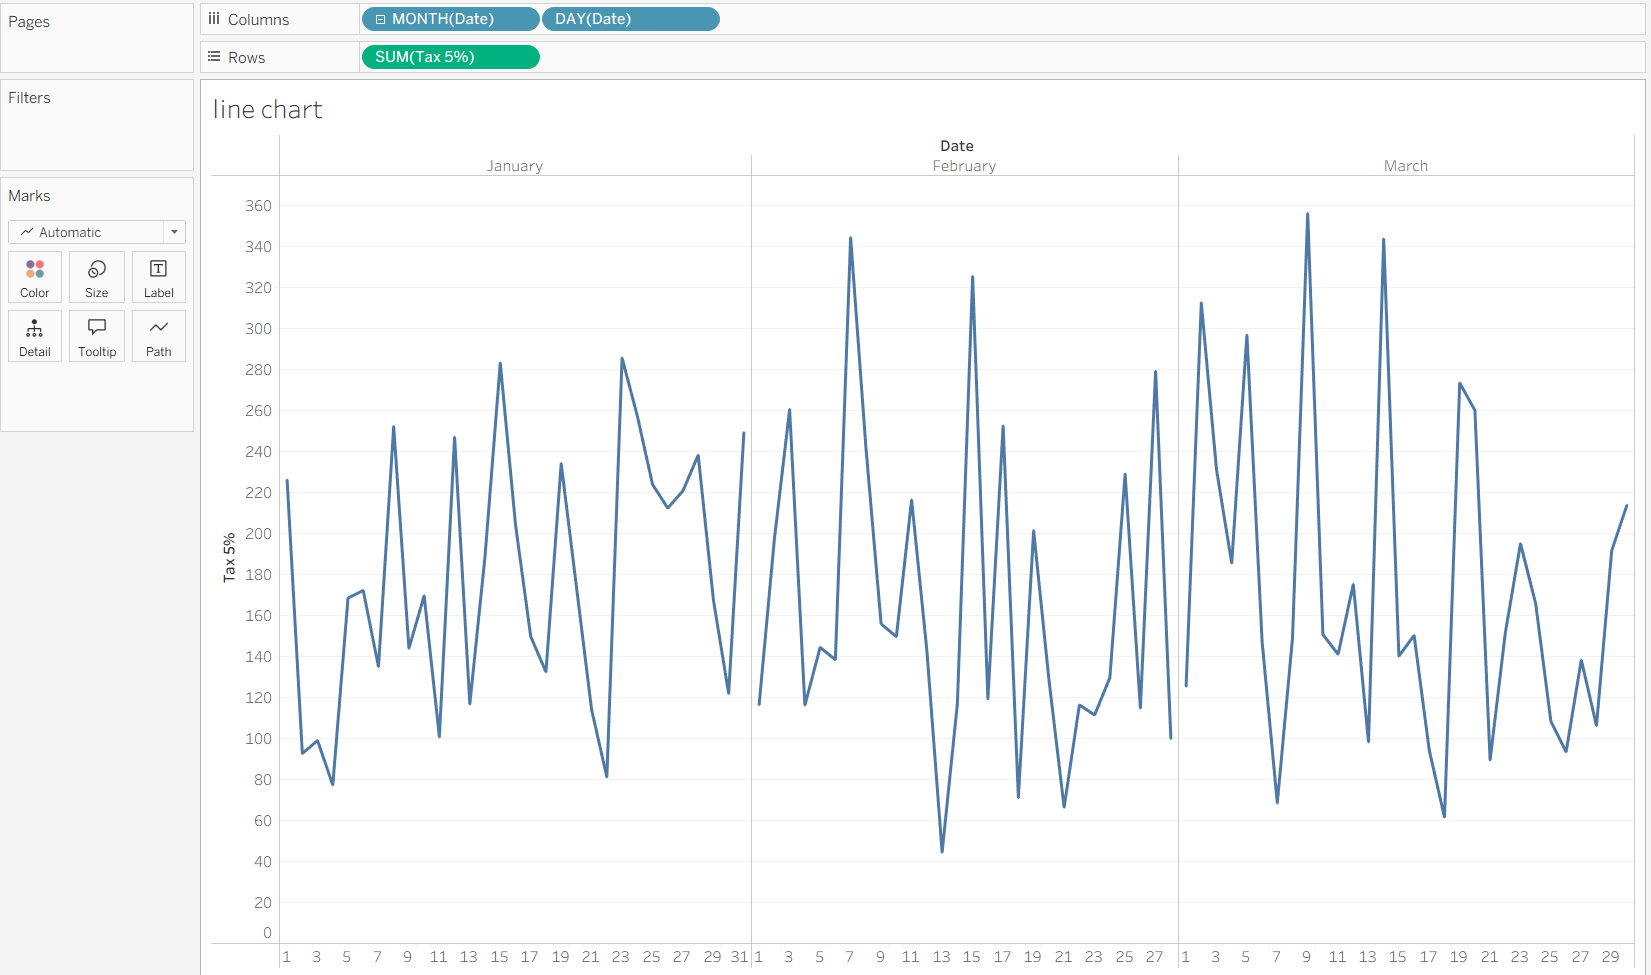 Pages
Columns
MONTH(Date)
DAY(Date)
Rows
SUM(Tax 5%)
Filters
Marks
Automatic
Color
Size
Label
Detail
Tooltip
Path
line chart
Date
January
February
March
Tax 5%
360
340
320
300
280
260
240
220
200
180
160
140
120
100
80
60
40
20
0
1 3 5 7 9 11 13 15 17 19 21 23 25 27 29 31
1 3 5 7 9 11 13 15 17 19 21 23 25 27
1 3 5 7 9 11 13 15 17 19 21 23 25 27 29